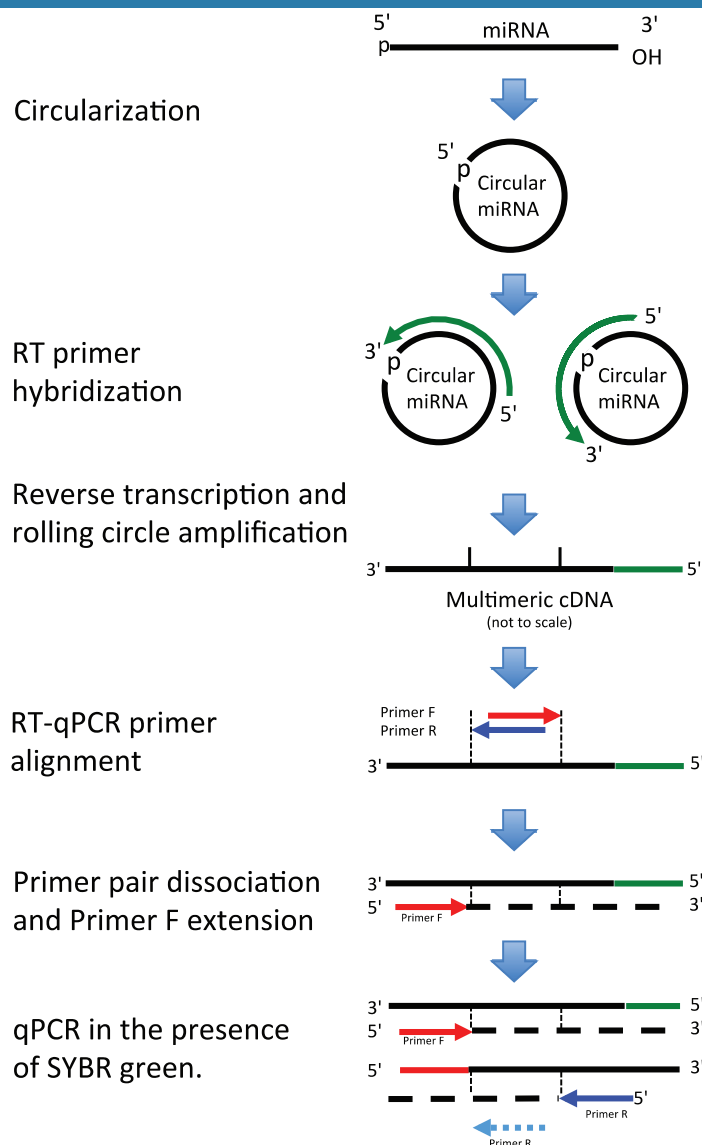 5'
miRNA
3'
p
OH
Circularization
5'
p
Circular
miRNA
RT primer
hybridization
3'
p
Circular
miRNA
5'
5'
p
Circular
miRNA
3'
Reverse transcription and
rolling circle amplification
3'
5'
Multimeric cDNA
(not to scale)
RT-qPCR primer
alignment
Primer F
Primer R
3'
5'
Primer pair dissociation
and Primer F extension
3'
5'
5'
3'
Primer F
qPCR in the presence
of SYBR green.
3'
5'
5'
3'
Primer F
5'
3'
5'
Primer R
Primer R